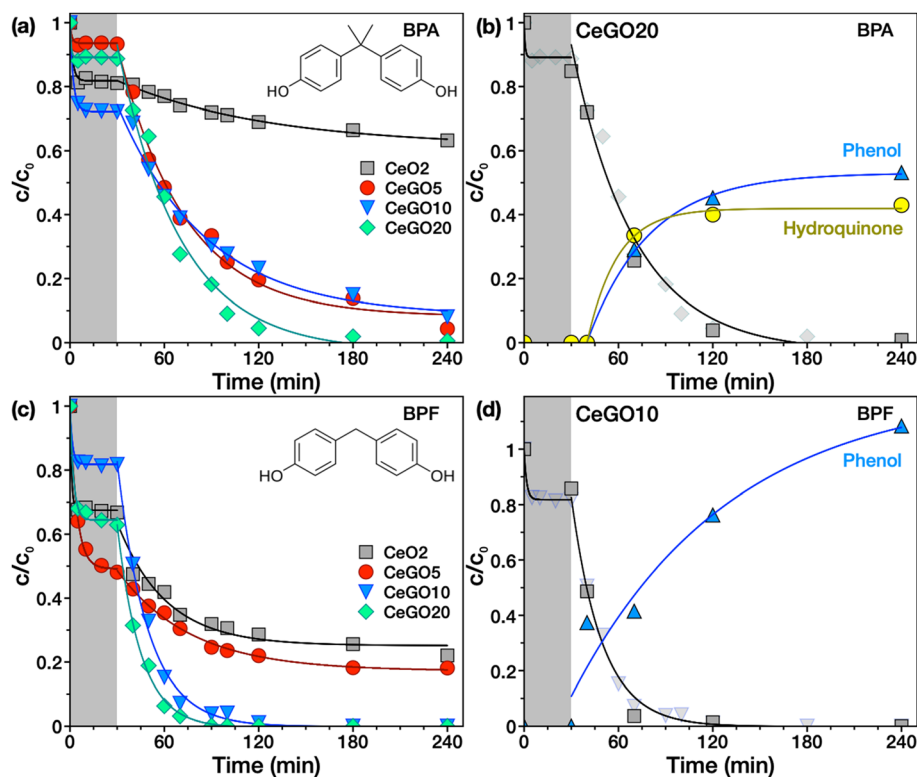 (a)
BPA
HO
OH
CeO2
CeGO5
CeGO10
CeGO20
c/c0
1
0.8
0.6
0.4
0.2
0
0 60 120 180 240
Time (min)
(b)
CeGO20
BPA
Phenol
Hydroquinone
c/c0
1
0.8
0.6
0.4
0.2
0
0 60 120 180 240
Time (min)
(c)
BPF
HO
OH
CeO2
CeGO5
CeGO10
CeGO20
c/c0
1
0.8
0.6
0.4
0.2
0
0 60 120 180 240
Time (min)
(d)
CeGO10
BPF
Phenol
c/c0
1
0.8
0.6
0.4
0.2
0
0 60 120 180 240
Time (min)